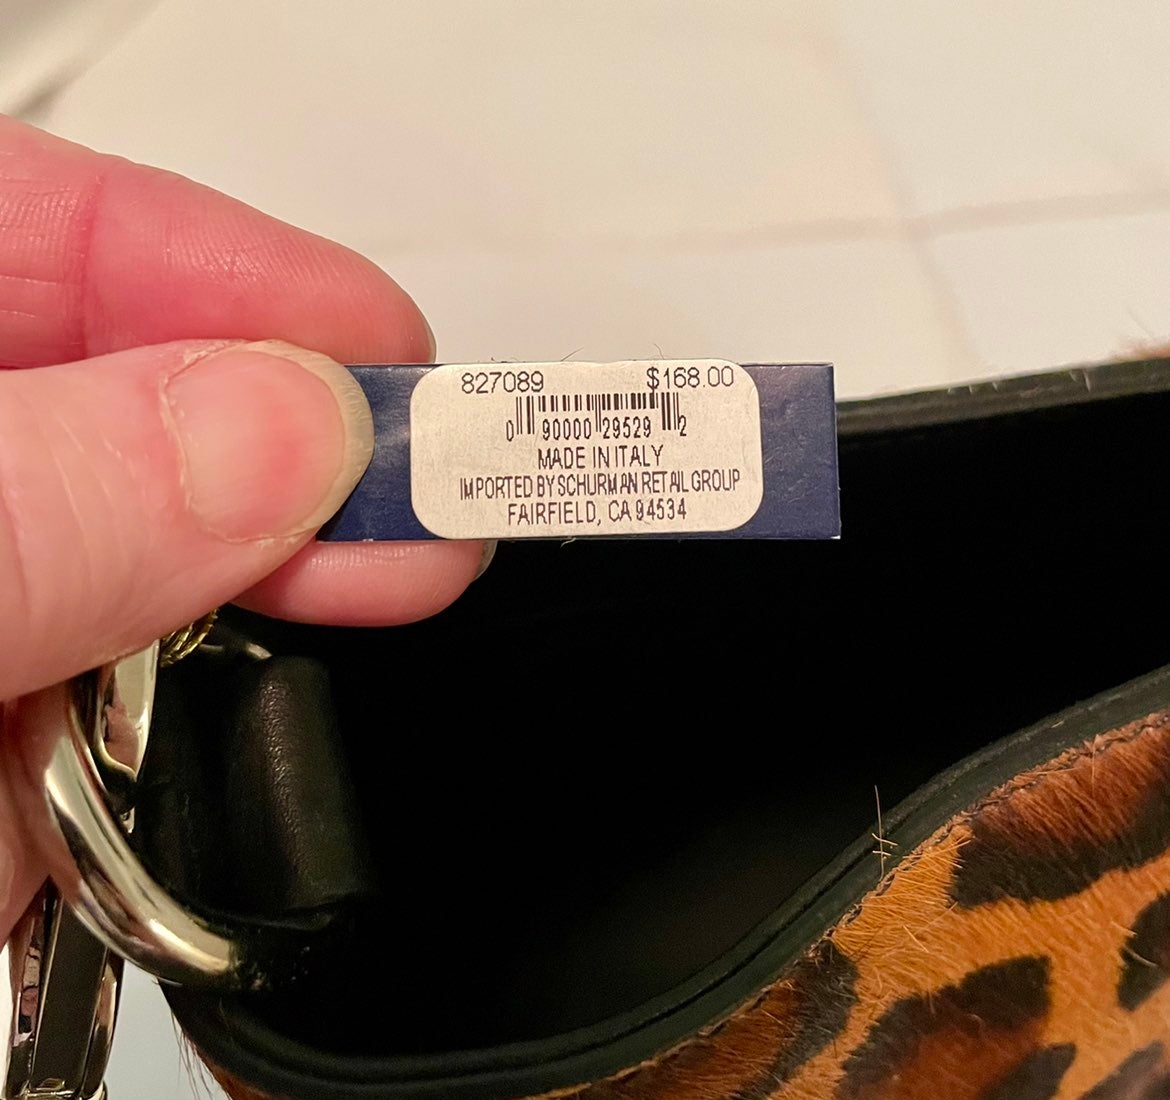 827089 $168.00
0 90000 29529 2
MADE IN ITALY
IMPORTED BY SCHURMAN RETAIL GROUP
FAIRFIELD, CA 94534